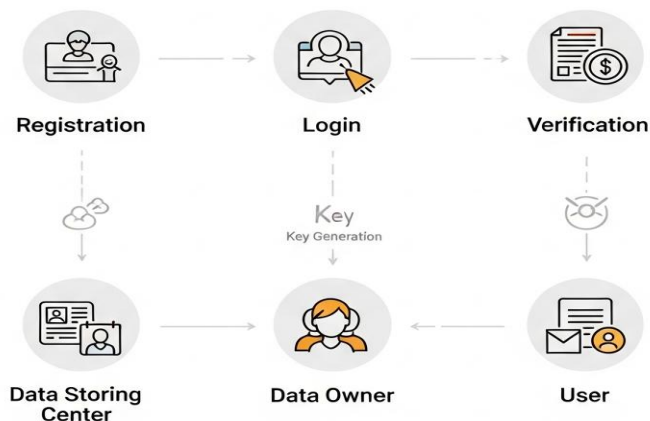 Registration
Login
Verification
Key
Key Generation
Data Storing
Center
Data Owner
User